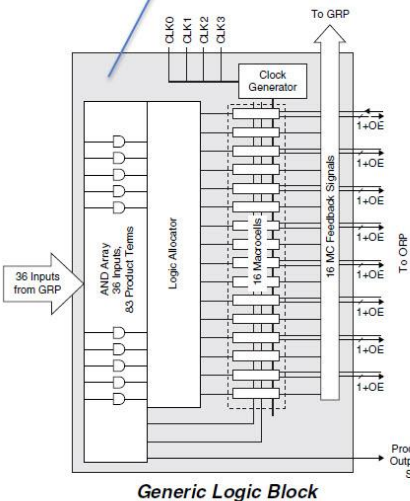 To GRP
CLK0
CLK1
CLK2
CLK3
Clock
Generator
36 Inputs
from GRP
AND Array
36 Inputs,
83 Product Terms
Logic Allocator
16 Macrocells
16 MC Feedback Signals
1+OE
1+OE
1+OE
1+OE
1+OE
1+OE
1+OE
1+OE
To ORP
Generic Logic Block